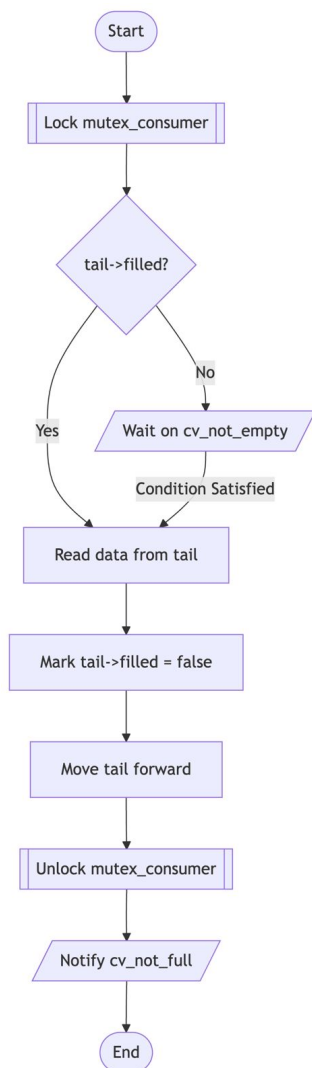 Start
Lock mutex_consumer
tail->filled?
No
Yes
Wait on cv_not_empty
Condition Satisfied
Read data from tail
Mark tail->filled = false
Move tail forward
Unlock mutex_consumer
Notify cv_not_full
End